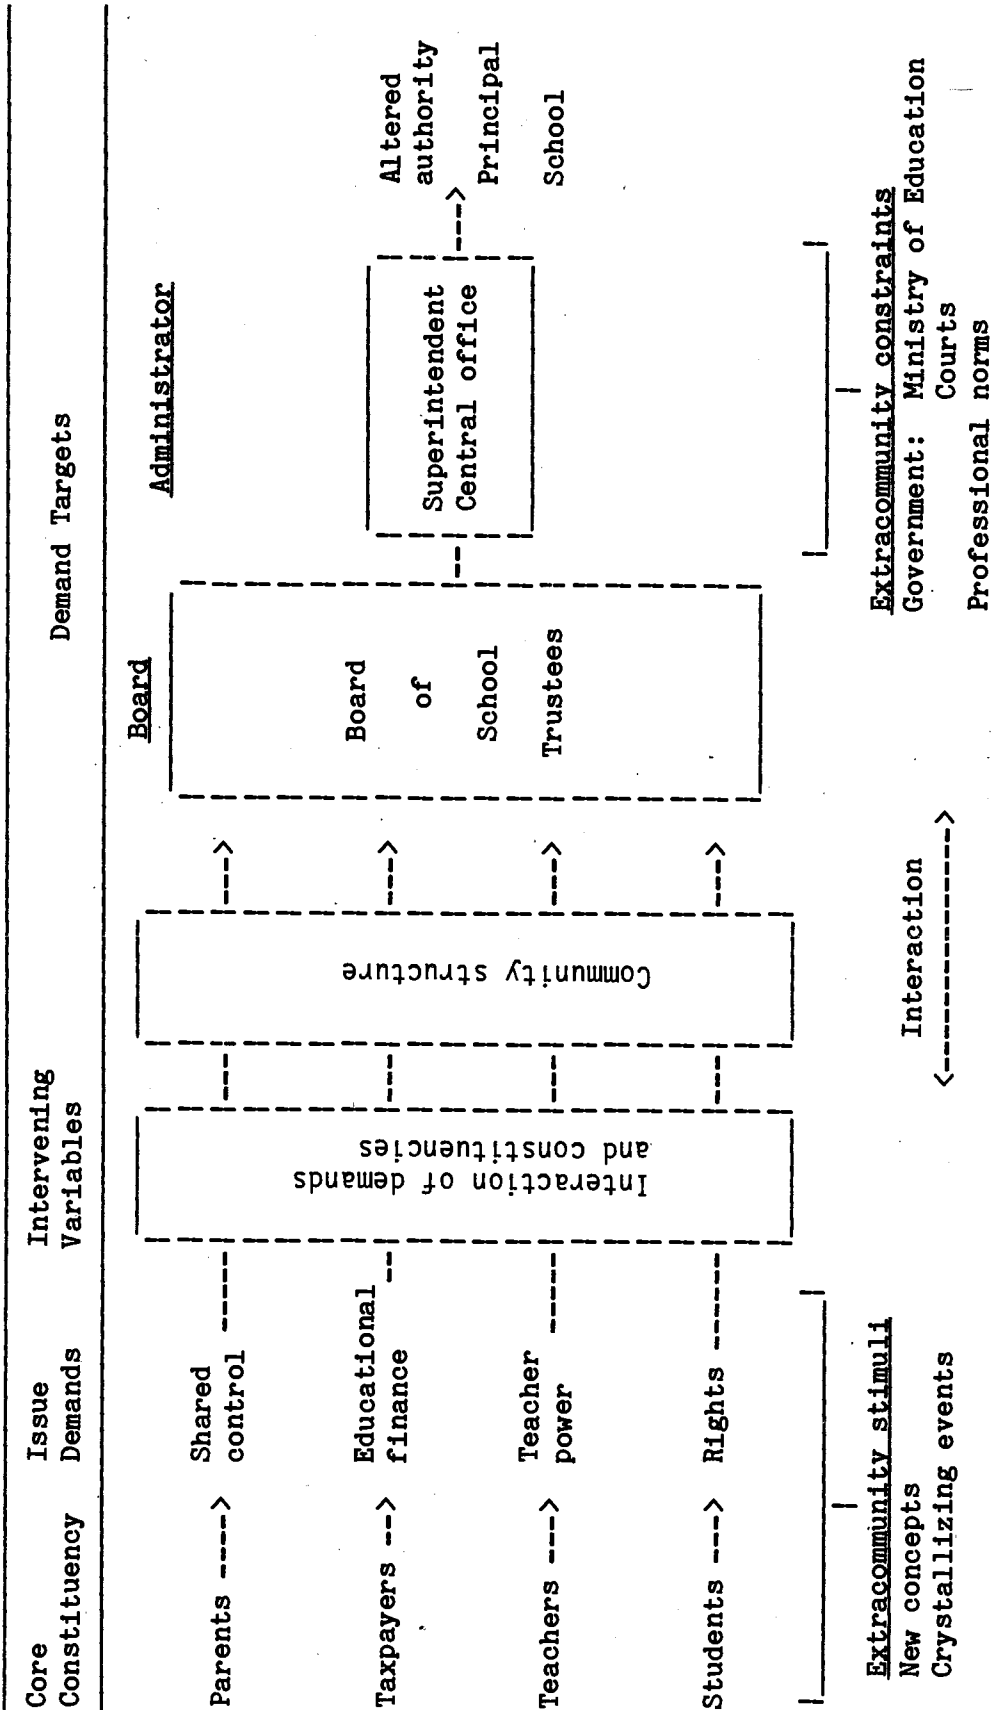 Core Issue Intervening
Constituency Demands Variables Demand Targets
Board Administrator
Parents ----> Shared
control
Taxpayers --> Educational
finance
Teachers ---> Teacher
power
Students ---> Rights
Interaction of demands
and constituencies
Community structure
Board
of
School
Trustees
Superintendent
Central office
Altered
authority
Principal
School
Extracommunity stimuli
New concepts
Crystallizing events
Interaction
Extracommunity constraints
Government: Ministry of Education
Courts
Professional norms